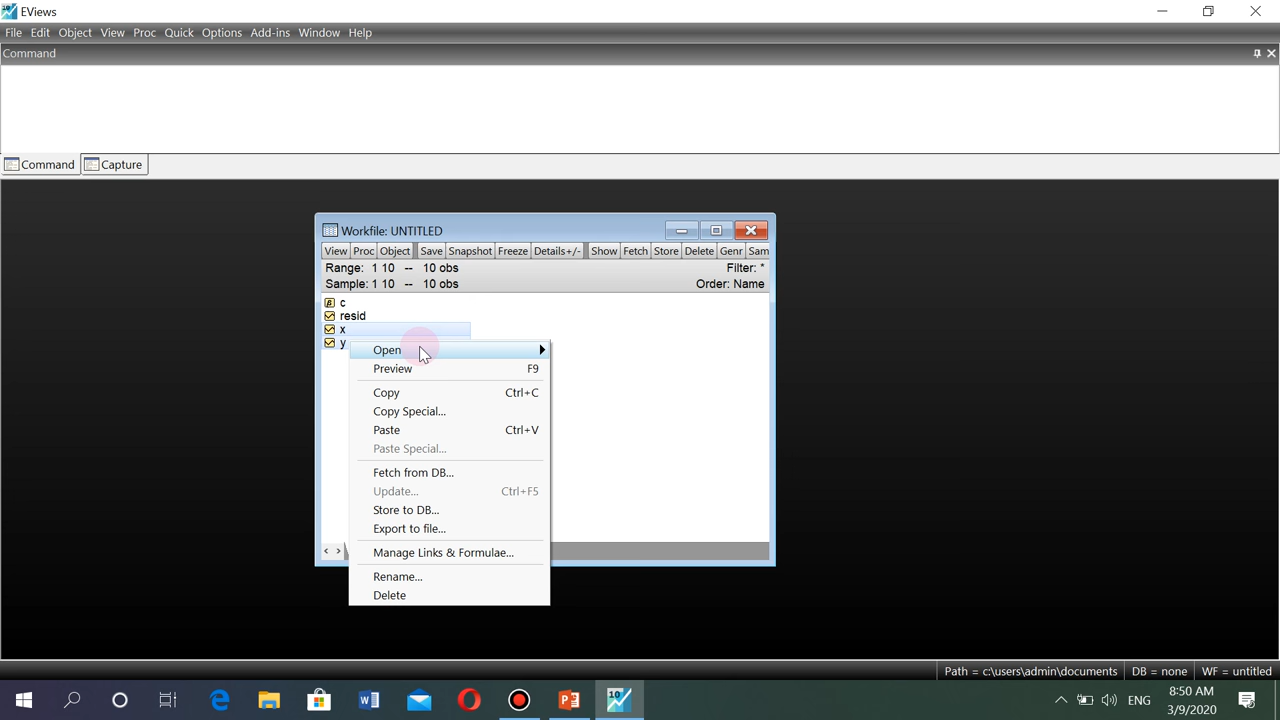 EViews
File Edit Object View Proc Quick Options Add-ins Window Help
Command
Command Capture
Workfile: UNTITLED
View Proc Object Save Snapshot Freeze Details+/- Show Fetch Store Delete Genr Sam
Range: 1 10 -- 10 obs Filter: *
Sample: 1 10 -- 10 obs Order: Name
c
resid
x
y
Open
Preview F9
Copy Ctrl+C
Copy Special...
Paste Ctrl+V
Paste Special...
Fetch from DB...
Update... Ctrl+F5
Store to DB...
Export to file...
Manage Links & Formulae...
Rename...
Delete
Path = c:\users\admin\documents DB = none WF = untitled
ENG 8:50 AM
3/9/2020